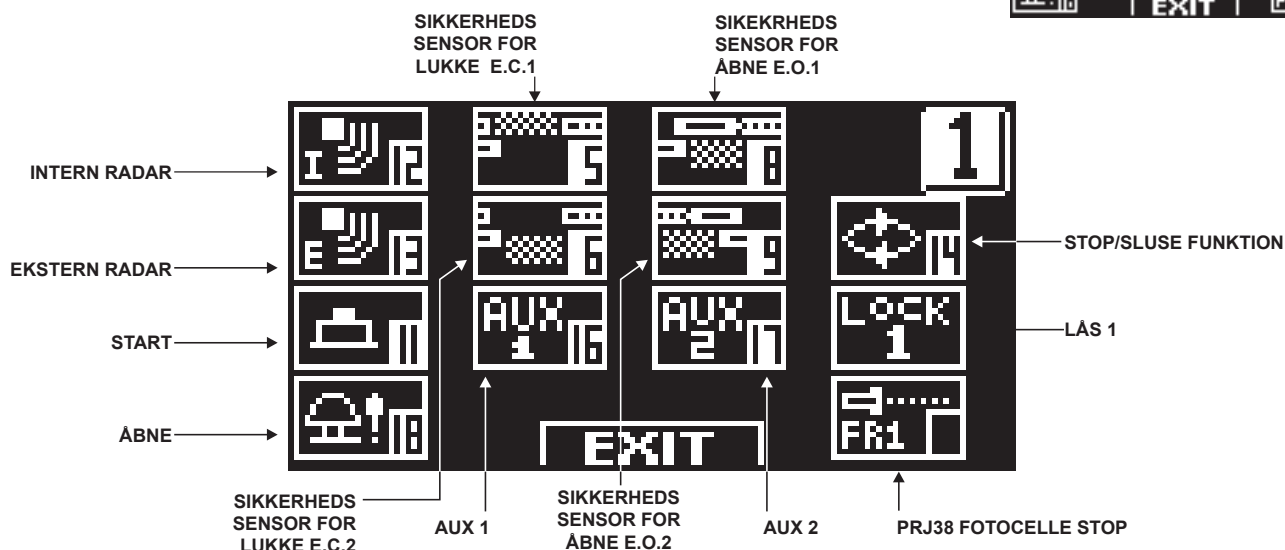 EXIT
SIKKERHEDS
SENSOR FOR
LUKKE E.C.1
SIKEKRHEDS
SENSOR FOR
ÅBNE E.O.1
INTERN RADAR
I 12
5
8
1
EKSTERN RADAR
E 13
6
9
14
STOP/SLUSE FUNKTION
START
11
AUX
1 16
AUX
2 17
LOCK
1
LÅS 1
ÅBNE
18
FR1
EXIT
SIKKERHEDS
SENSOR FOR
LUKKE E.C.2
AUX 1
SIKKERHEDS
SENSOR FOR
ÅBNE E.O.2
AUX 2
PRJ38 FOTOCELLE STOP